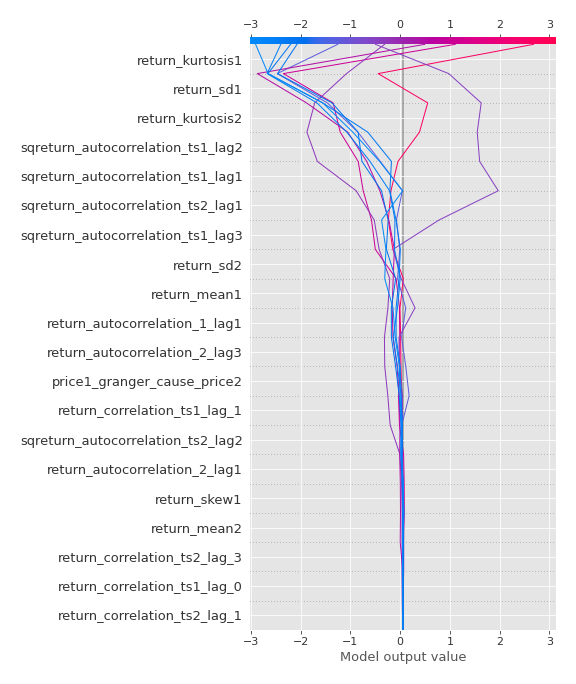 −3 −2 −1 0 1 2 3
return_kurtosis1
return_sd1
return_kurtosis2
sqreturn_autocorrelation_ts1_lag2
sqreturn_autocorrelation_ts1_lag1
sqreturn_autocorrelation_ts2_lag1
sqreturn_autocorrelation_ts1_lag3
return_sd2
return_mean1
return_autocorrelation_1_lag1
return_autocorrelation_2_lag3
price1_granger_cause_price2
return_correlation_ts1_lag_1
sqreturn_autocorrelation_ts2_lag2
return_autocorrelation_2_lag1
return_skew1
return_mean2
return_correlation_ts2_lag_3
return_correlation_ts1_lag_0
return_correlation_ts2_lag_1
−3 −2 −1 0 1 2 3
Model output value